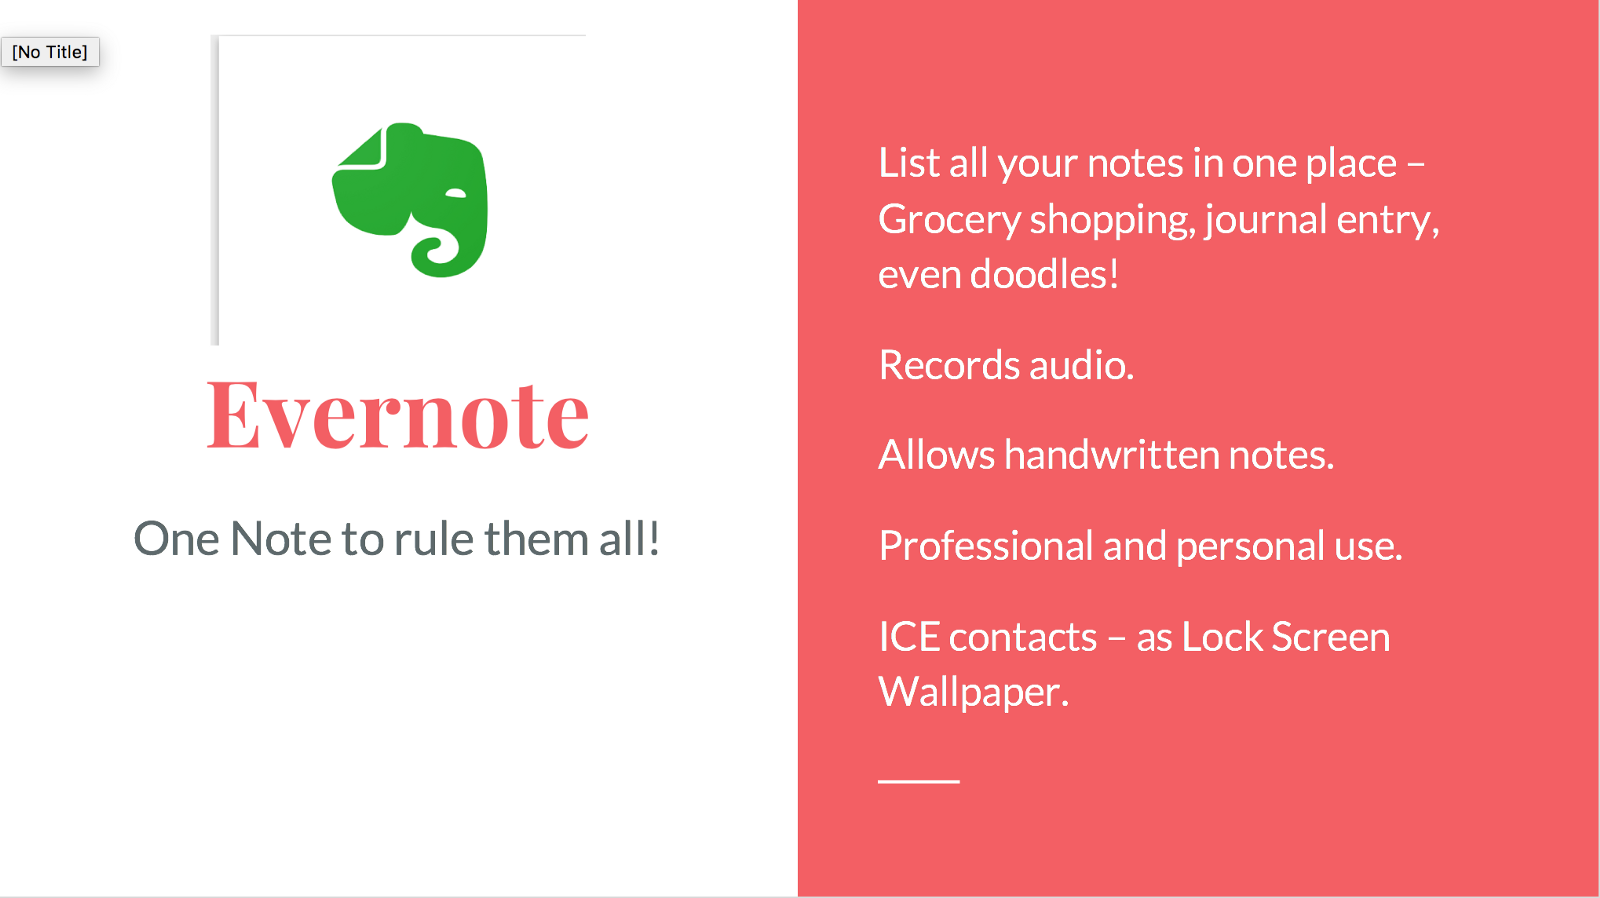 [No Title]
Evernote
One Note to rule them all!
List all your notes in one place –
Grocery shopping, journal entry,
even doodles!
Records audio.
Allows handwritten notes.
Professional and personal use.
ICE contacts – as Lock Screen
Wallpaper.